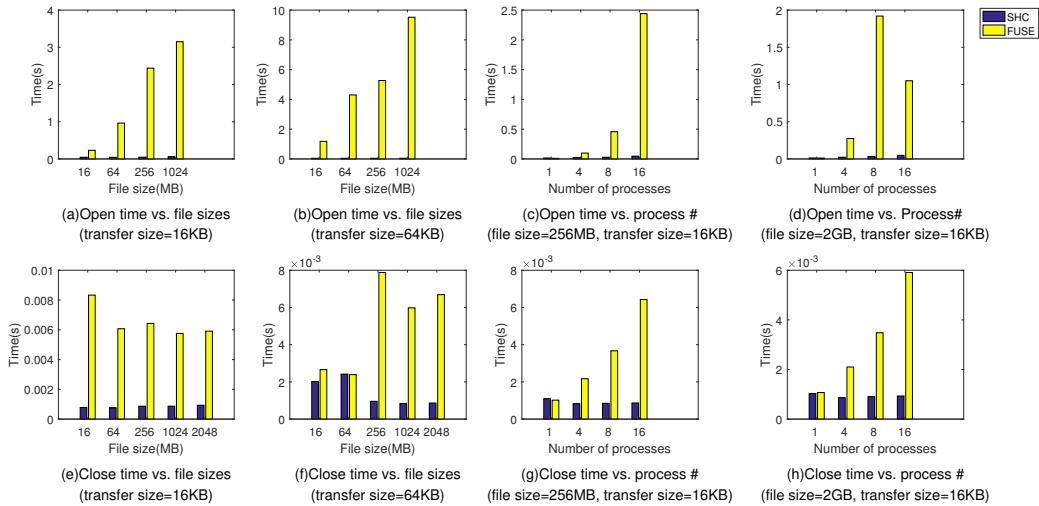 SHC
FUSE
4
3
2
1
0
Time(s)
16 64 256 1024
File size(MB)
(a)Open time vs. file sizes
(transfer size=16KB)
10
8
6
4
2
0
Time(s)
16 64 256 1024
File size(MB)
(b)Open time vs. file sizes
(transfer size=64KB)
2.5
2
1.5
1
0.5
0
Time(s)
1 4 8 16
Number of processes
(c)Open time vs. process #
(file size=256MB, transfer size=16KB)
2
1.5
1
0.5
0
Time(s)
1 4 8 16
Number of processes
(d)Open time vs. Process#
(file size=2GB, transfer size=16KB)
0.01
0.008
0.006
0.004
0.002
0
Time(s)
16 64 256 1024 2048
File size(MB)
(e)Close time vs. file sizes
(transfer size=16KB)
×10-3
8
6
4
2
0
Time(s)
16 64 256 1024 2048
File size(MB)
(f)Close time vs. file sizes
(transfer size=64KB)
×10-3
8
6
4
2
0
Time(s)
1 4 8 16
Number of processes
(g)Close time vs. process #
(file size=256MB, transfer size=16KB)
×10-3
6
4
2
0
Time(s)
1 4 8 16
Number of processes
(h)Close time vs. process #
(file size=2GB, transfer size=16KB)